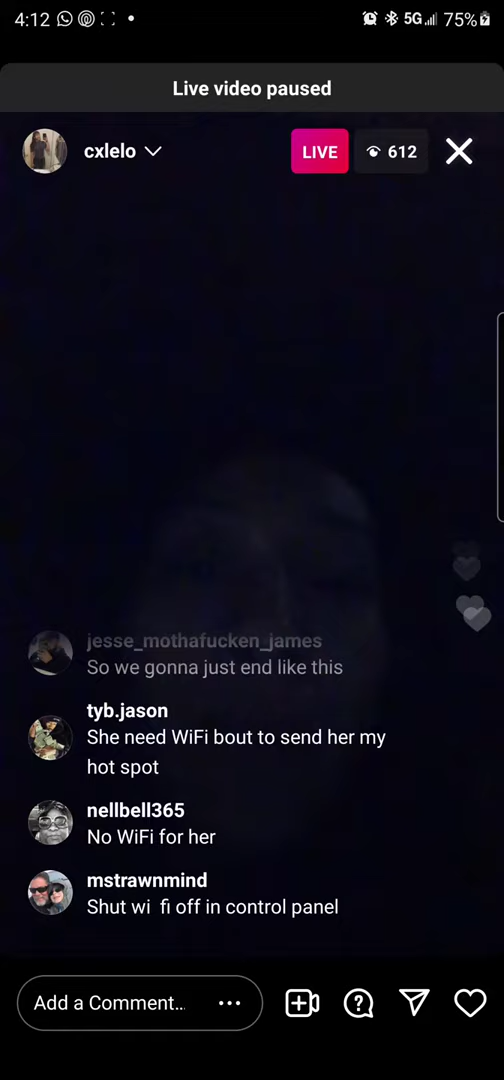 4:12
5G
75%
Live video paused
cxlelo
LIVE
612
jesse_mothafucken_james
So we gonna just end like this
tyb.jason
She need WiFi bout to send her my
hot spot
nellbell365
No WiFi for her
mstrawnmind
Shut wi  fi off in control panel
Add a Comment...